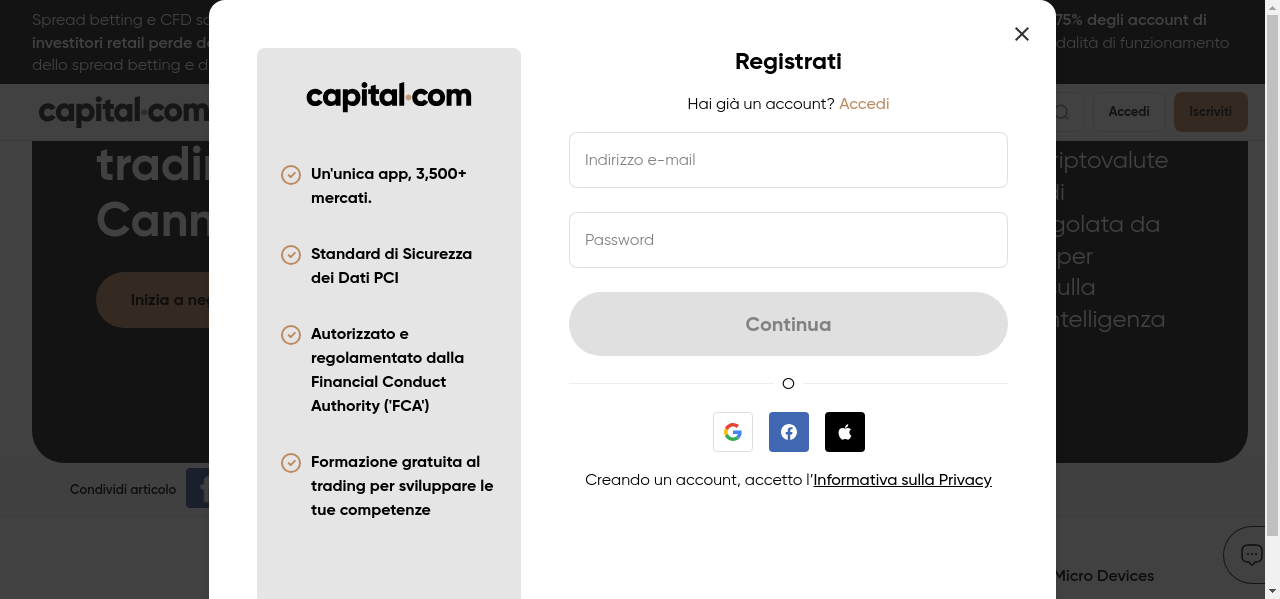 Spread betting e CFD
75% degli account di
investitori retail perde
dalità di funzionamento
dello spread betting e
capital.com
Accedi
Iscriviti
Registrati
Hai già un account? Accedi
Indirizzo e-mail
Password
Continua
O
Creando un account, accetto l'Informativa sulla Privacy
capital.com
Un'unica app, 3,500+
mercati.
Standard di Sicurezza
dei Dati PCI
Autorizzato e
regolamentato dalla
Financial Conduct
Authority ('FCA')
Formazione gratuita al
trading per sviluppare le
tue competenze
tradin
Cann
Inizia a
riptovalute
di
golata da
per
ulla
ntelligenza
Condividi articolo
Micro Devices